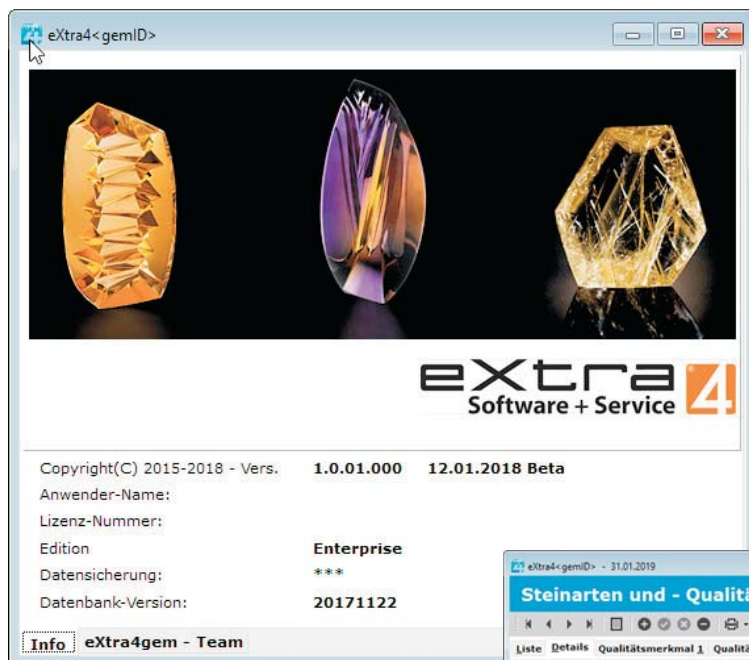 eXtra4<gemID>
eXtra4
Software + Service
Copyright(C) 2015-2018 - Vers. 1.0.01.000 12.01.2018 Beta
Anwender-Name:
Lizenz-Nummer:
Edition Enterprise
Datensicherung: ***
Datenbank-Version: 20171122
Info eXtra4gem - Team
eXtra4<gemID> - 31.01.2019
Steinarten und - Qualitä
Liste Details Qualitätsmerkmal 1 Qualitä